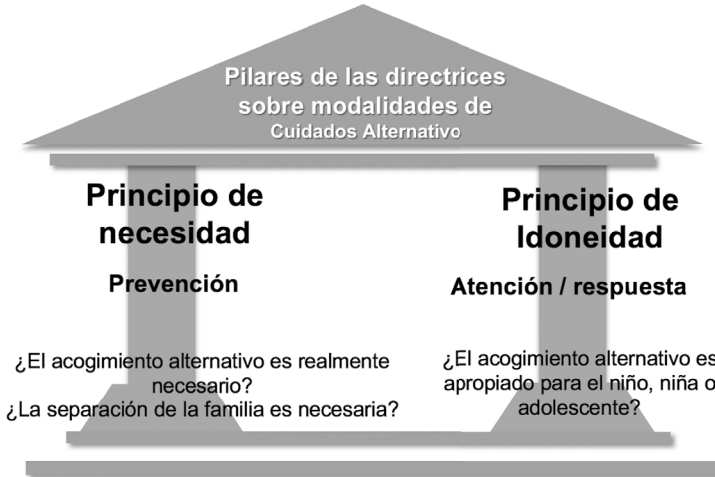 Pilares de las directrices
sobre modalidades de
Cuidados Alternativo
Principio de
necesidad
Prevención
¿El acogimiento alternativo es realmente
necesario?
¿La separación de la familia es necesaria?
Principio de
Idoneidad
Atención / respuesta
¿El acogimiento alternativo es
apropiado para el niño, niña o
adolescente?